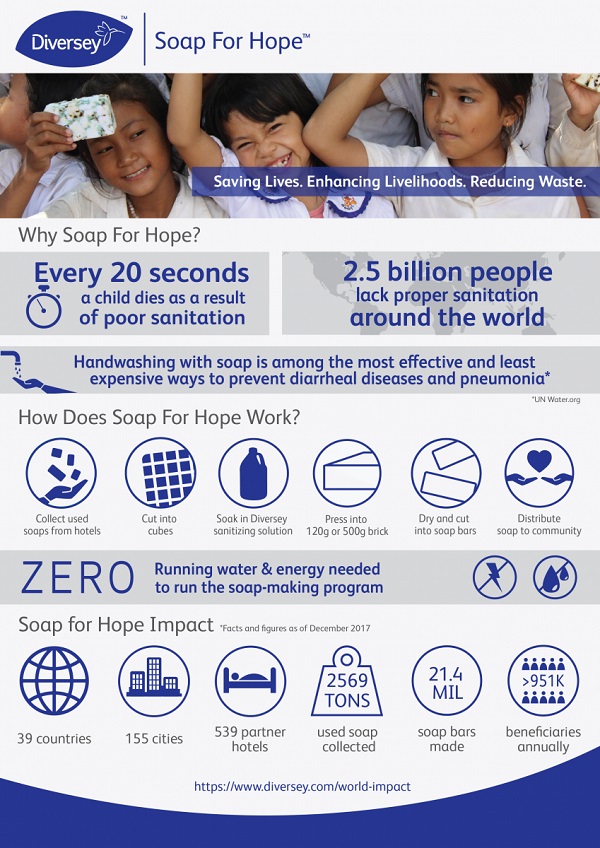 Diversey™
Soap For Hope™
Saving Lives. Enhancing Livelihoods. Reducing Waste.
Why Soap For Hope?
Every 20 seconds
a child dies as a result
of poor sanitation
2.5 billion people
lack proper sanitation
around the world
Handwashing with soap is among the most effective and least
expensive ways to prevent diarrheal diseases and pneumonia*
*UN Water.org
How Does Soap For Hope Work?
Collect used
soaps from hotels
Cut into
cubes
Soak in Diversey
sanitizing solution
Press into
120g or 500g brick
Dry and cut
into soap bars
Distribute
soap to community
ZERO
Running water & energy needed
to run the soap-making program
Soap for Hope Impact *Facts and figures as of December 2017
39 countries
155 cities
539 partner
hotels
2569
TONS
used soap
collected
21.4
MIL
soap bars
made
>951K
beneficiaries
annually
https://www.diversey.com/world-impact